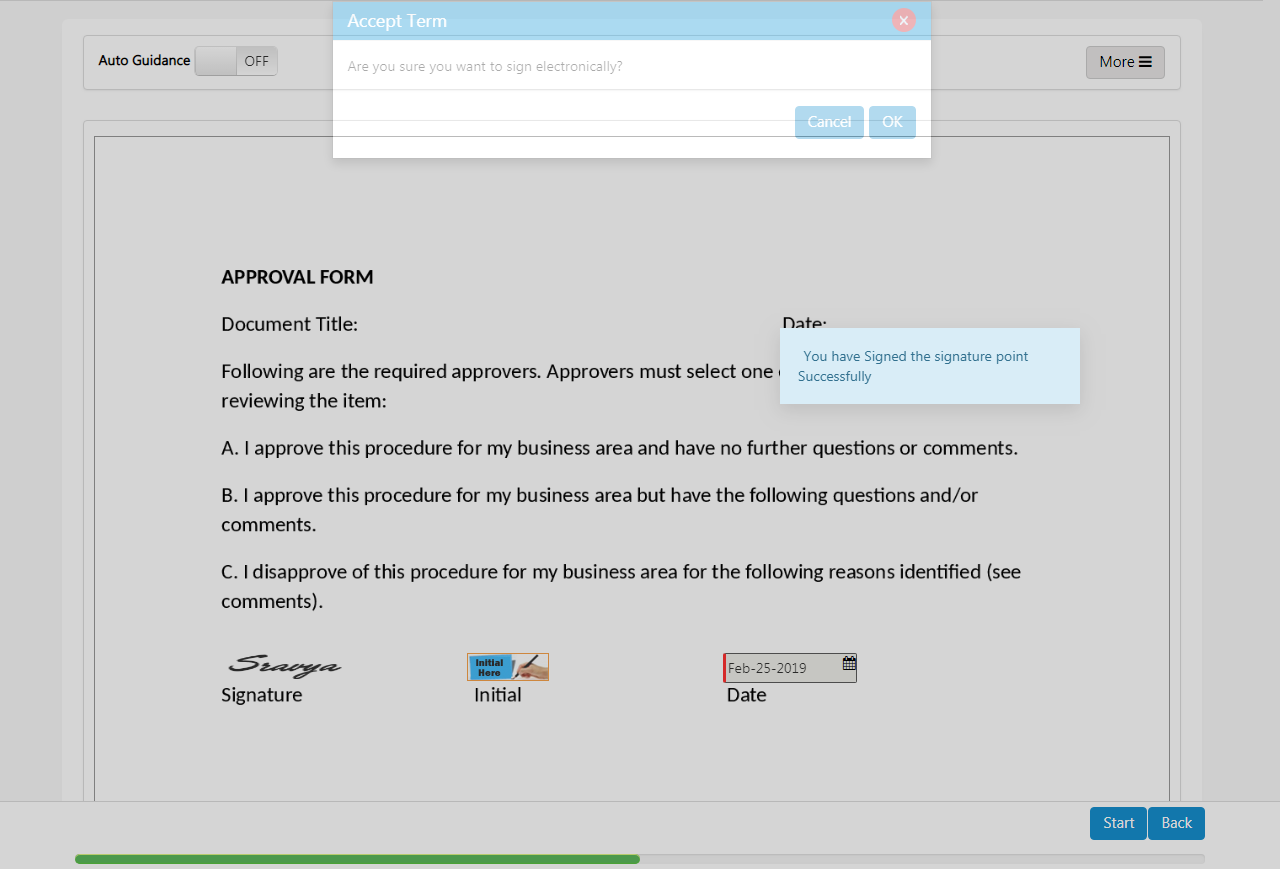 Accept Term
x
Are you sure you want to sign electronically?
Cancel OK
Auto Guidance OFF
More
APPROVAL FORM
Document Title: Date:
Following are the required approvers. Approvers must select one
reviewing the item:
You have Signed the signature point
Successfully
A. I approve this procedure for my business area and have no further questions or comments.
B. I approve this procedure for my business area but have the following questions and/or
comments.
C. I disapprove of this procedure for my business area for the following reasons identified (see
comments).
Sravya
Initial
Here
Feb-25-2019
Signature Initial Date
Start Back